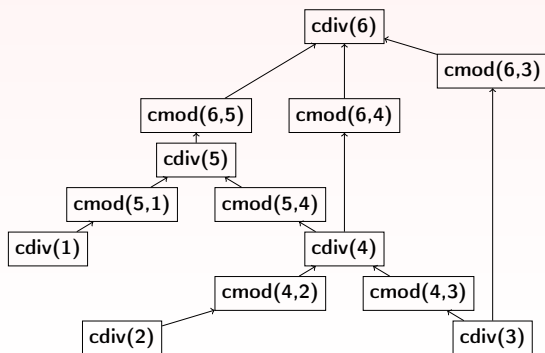 cdiv(6)
cmod(6,3)
cmod(6,5)
cmod(6,4)
cdiv(5)
cmod(5,1)
cmod(5,4)
cdiv(1)
cdiv(4)
cmod(4,2)
cmod(4,3)
cdiv(2)
cdiv(3)